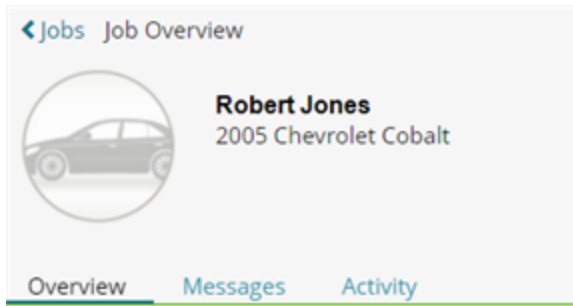 Jobs Job Overview
Robert Jones
2005 Chevrolet Cobalt
Overview Messages Activity